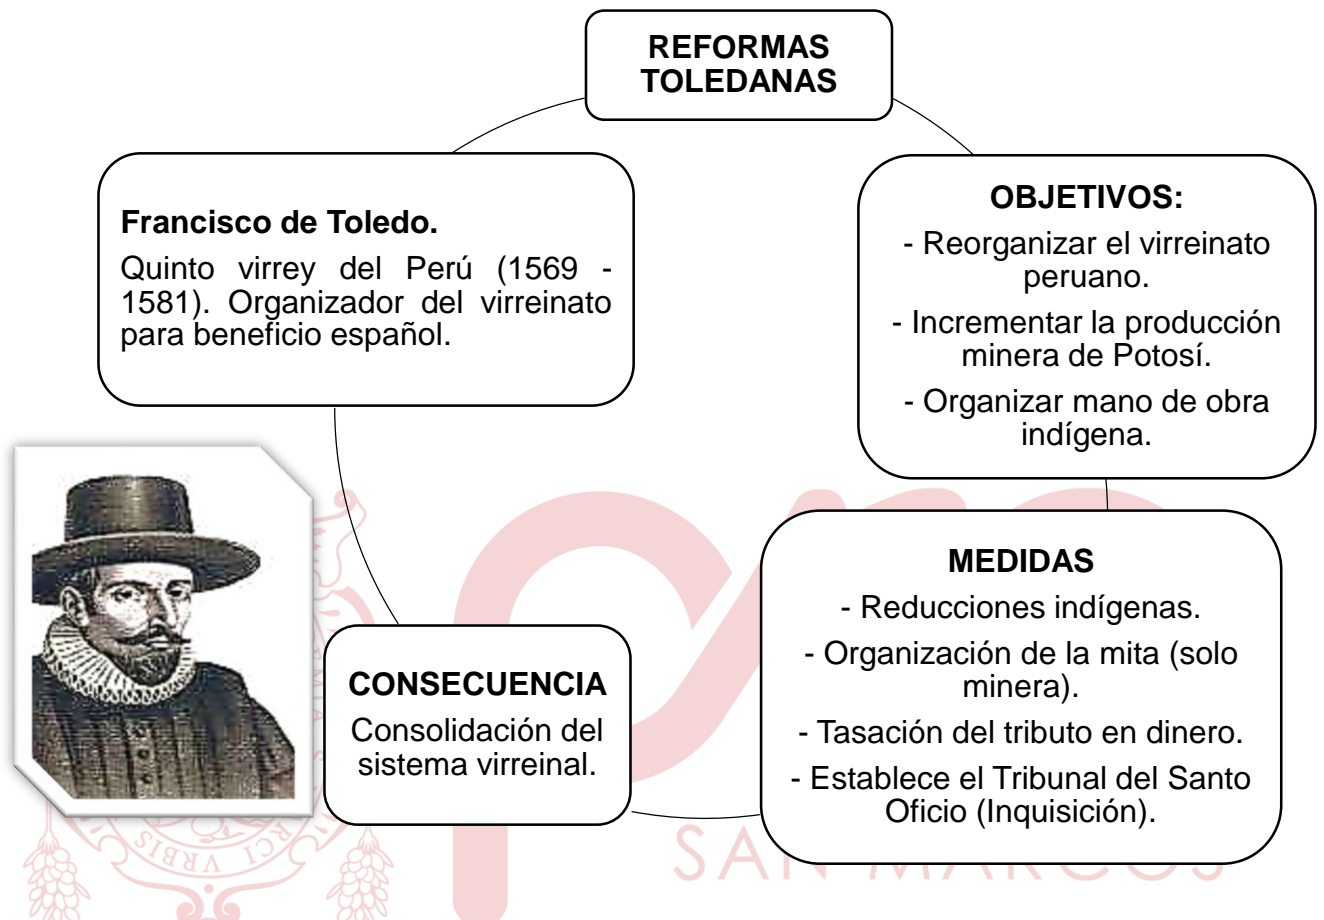 REFORMAS
TOLEDANAS
Francisco de Toledo.
Quinto virrey del Perú (1569 -
1581). Organizador del virreinato
para beneficio español.
OBJETIVOS:
- Reorganizar el virreinato
peruano.
- Incrementar la producción
minera de Potosí.
- Organizar mano de obra
indígena.
MEDIDAS
- Reducciones indígenas.
- Organización de la mita (solo
minera).
- Tasación del tributo en dinero.
- Establece el Tribunal del Santo
Oficio (Inquisición).
CONSECUENCIA
Consolidación del
sistema virreinal.
SAN MARCOS
VRBIS